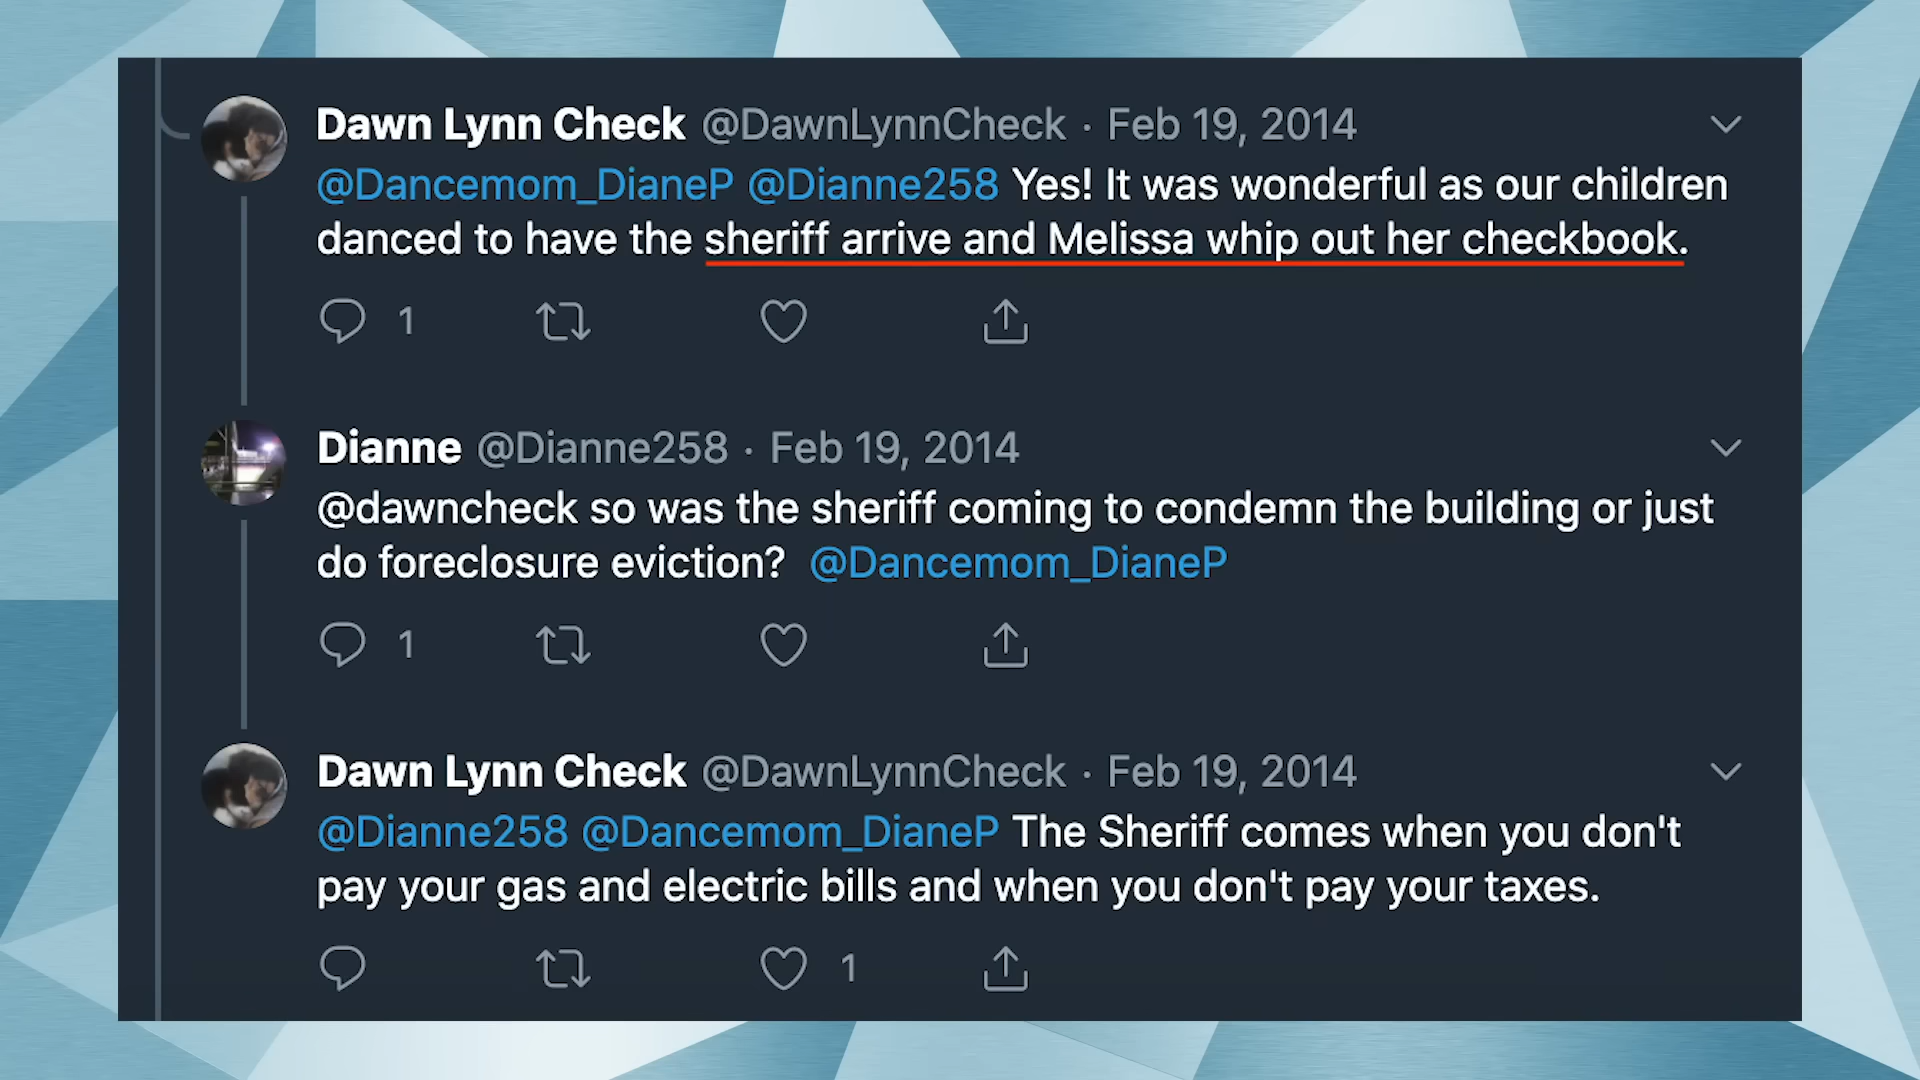 Dawn Lynn Check @DawnLynnCheck · Feb 19, 2014
@Dancemom_DianeP @Dianne258 Yes! It was wonderful as our children
danced to have the sheriff arrive and Melissa whip out her checkbook.
1
Dianne @Dianne258 · Feb 19, 2014
@dawncheck so was the sheriff coming to condemn the building or just
do foreclosure eviction? @Dancemom_DianeP
1
Dawn Lynn Check @DawnLynnCheck · Feb 19, 2014
@Dianne258 @Dancemom_DianeP The Sheriff comes when you don't
pay your gas and electric bills and when you don't pay your taxes.
1